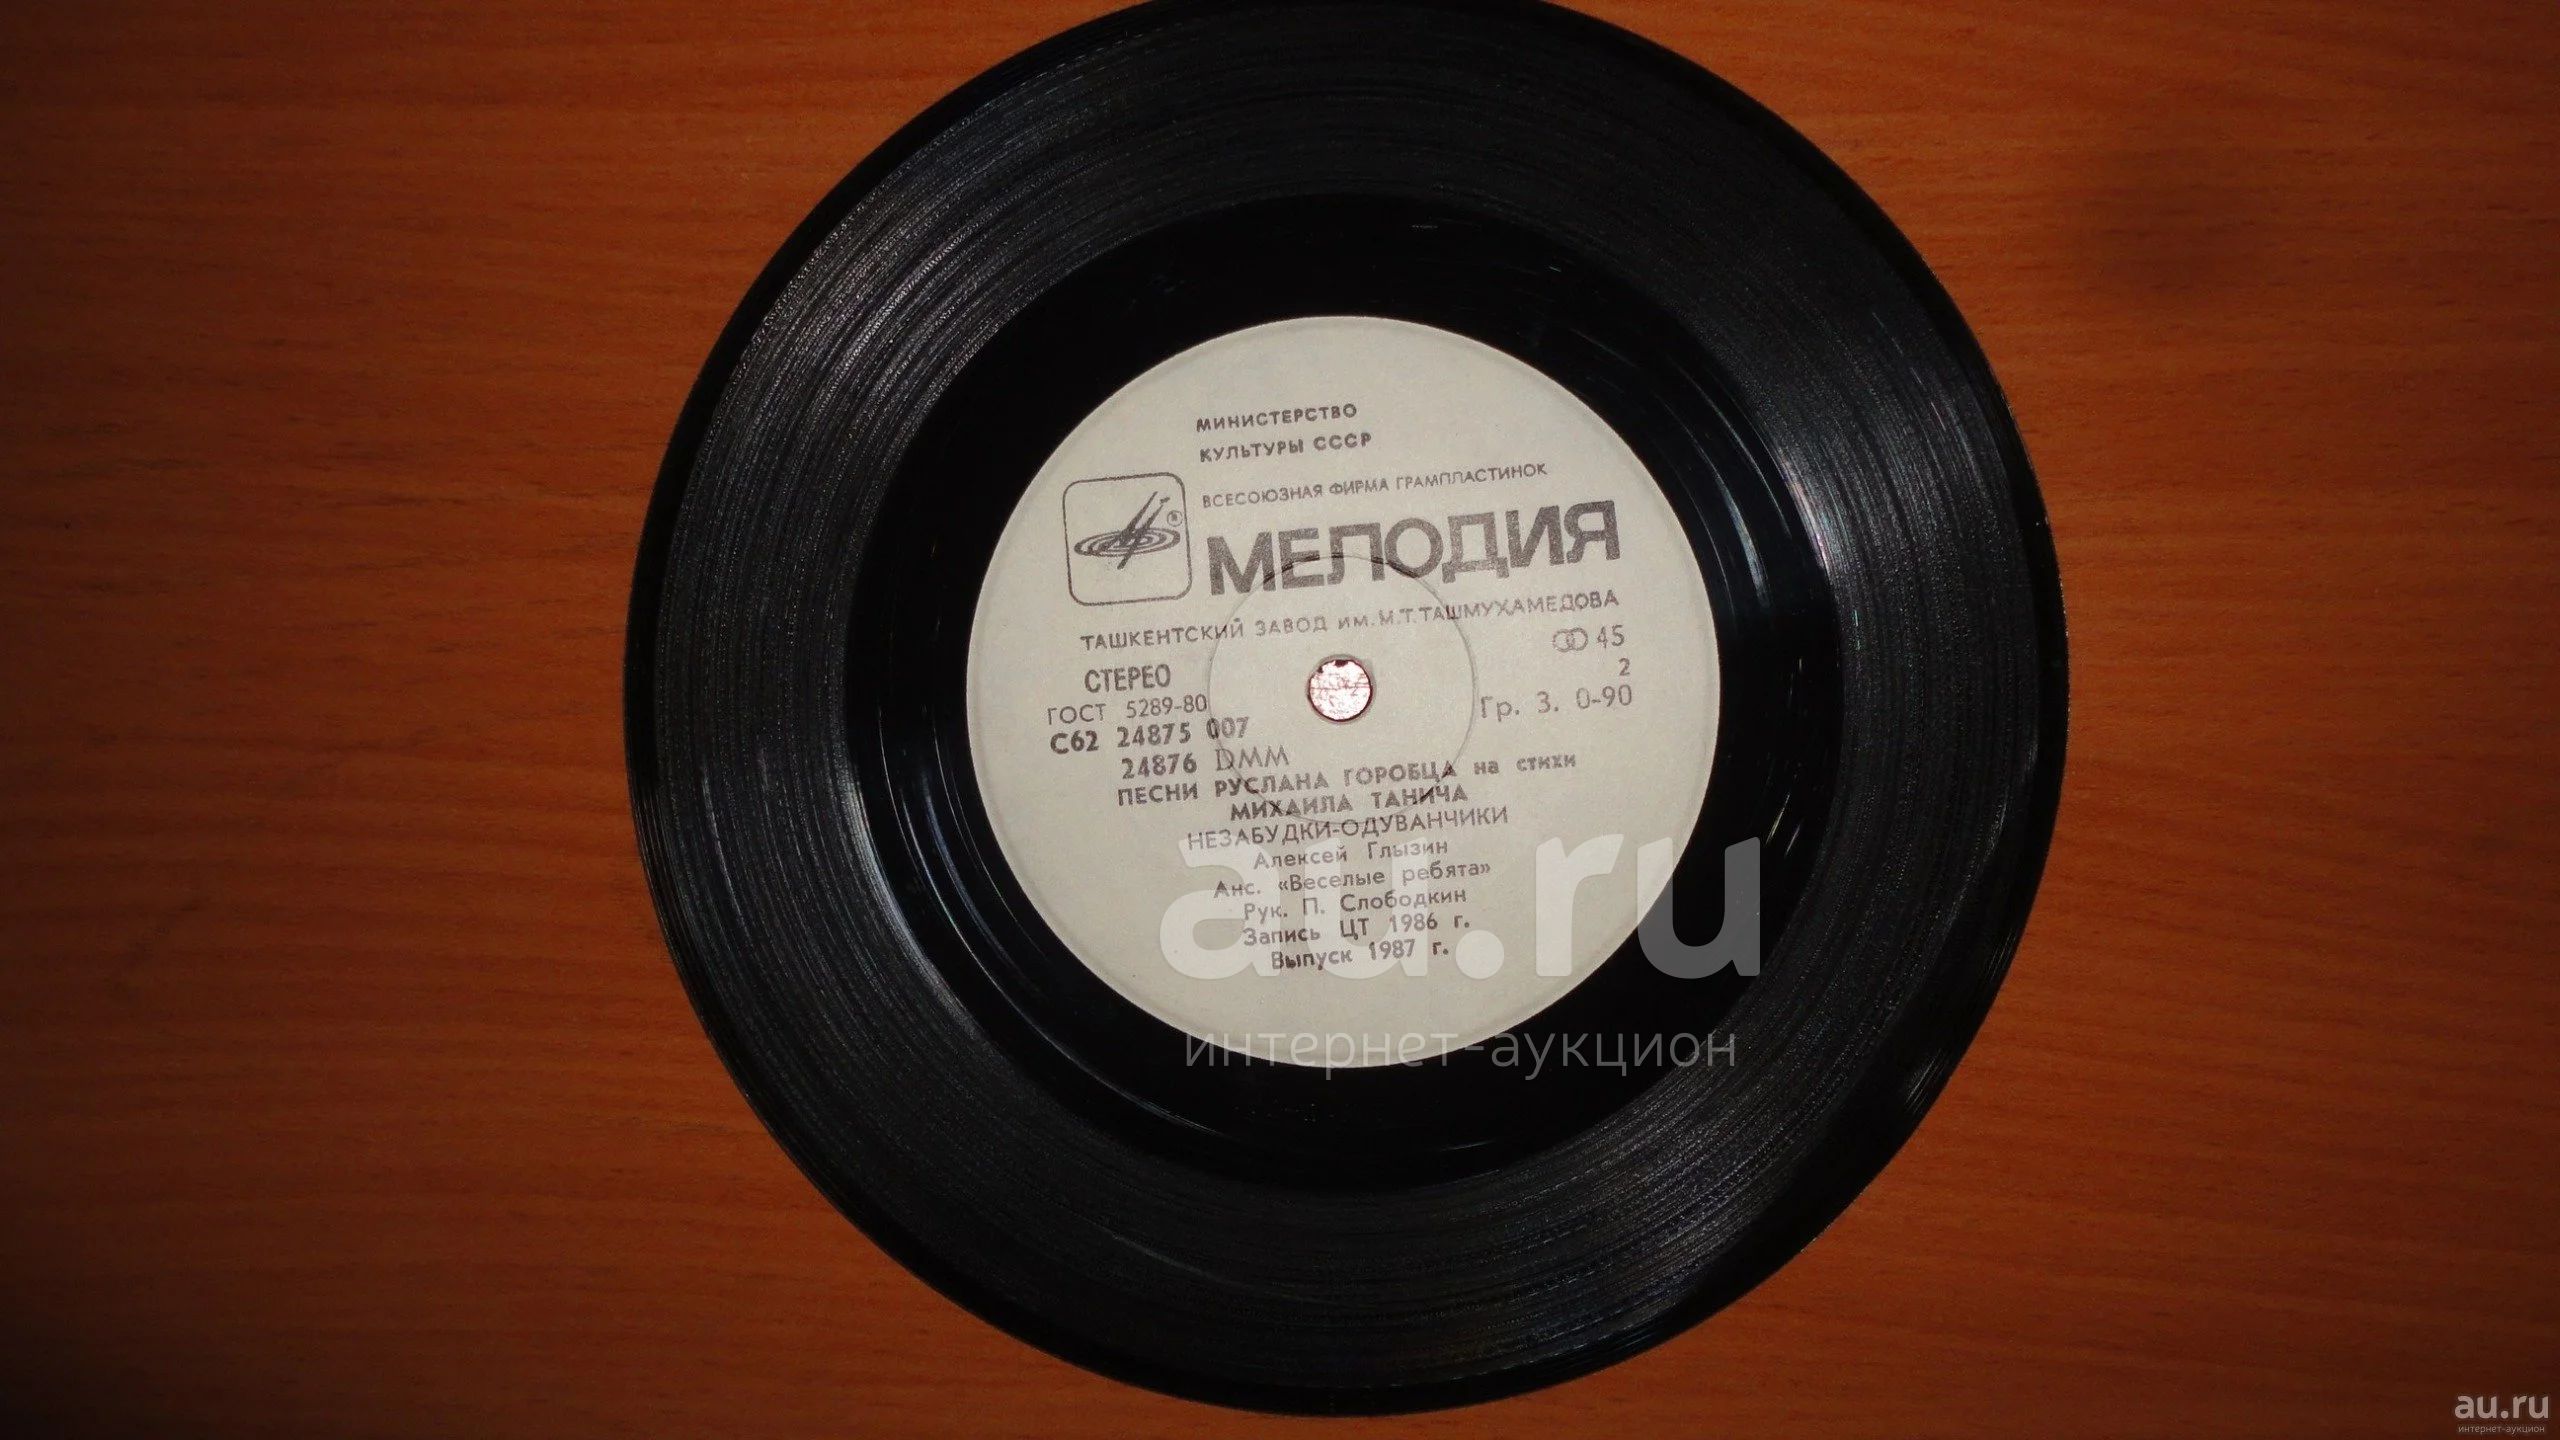 МИНИСТЕРСТВО
КУЛЬТУРЫ СССР
ВСЕСОЮЗНАЯ ФИРМА ГРАМПЛАСТИНОК
МЕЛОДИЯ
ТАШКЕНТСКИЙ ЗАВОД ИМ. М.Т. ТАШМУХАМЕДОВА
СТЕРЕО 45
2
ГОСТ 5289-80 Гр. 3. 0-90
С62 24875 007
24876 DMM
ПЕСНИ РУСЛАНА ГОРОБЦА на стихи
МИХАИЛА ТАНИЧА
НЕЗАБУДКИ-ОДУВАНЧИКИ
Алексей Глызин
Анс. «Веселые ребята»
Рук. П. Слободкин
Запись ЦТ 1986 г.
Выпуск 1987 г.
au.ru
интернет-аукцион
au.ru
интернет-аукцион